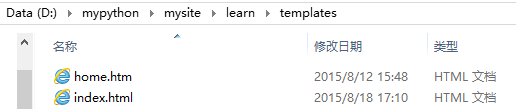 Data (D:) mypython mysite learn templates
名称 修改日期 类型
home.htm 2015/8/12 15:48 HTML 文档
index.html 2015/8/18 17:10 HTML 文档